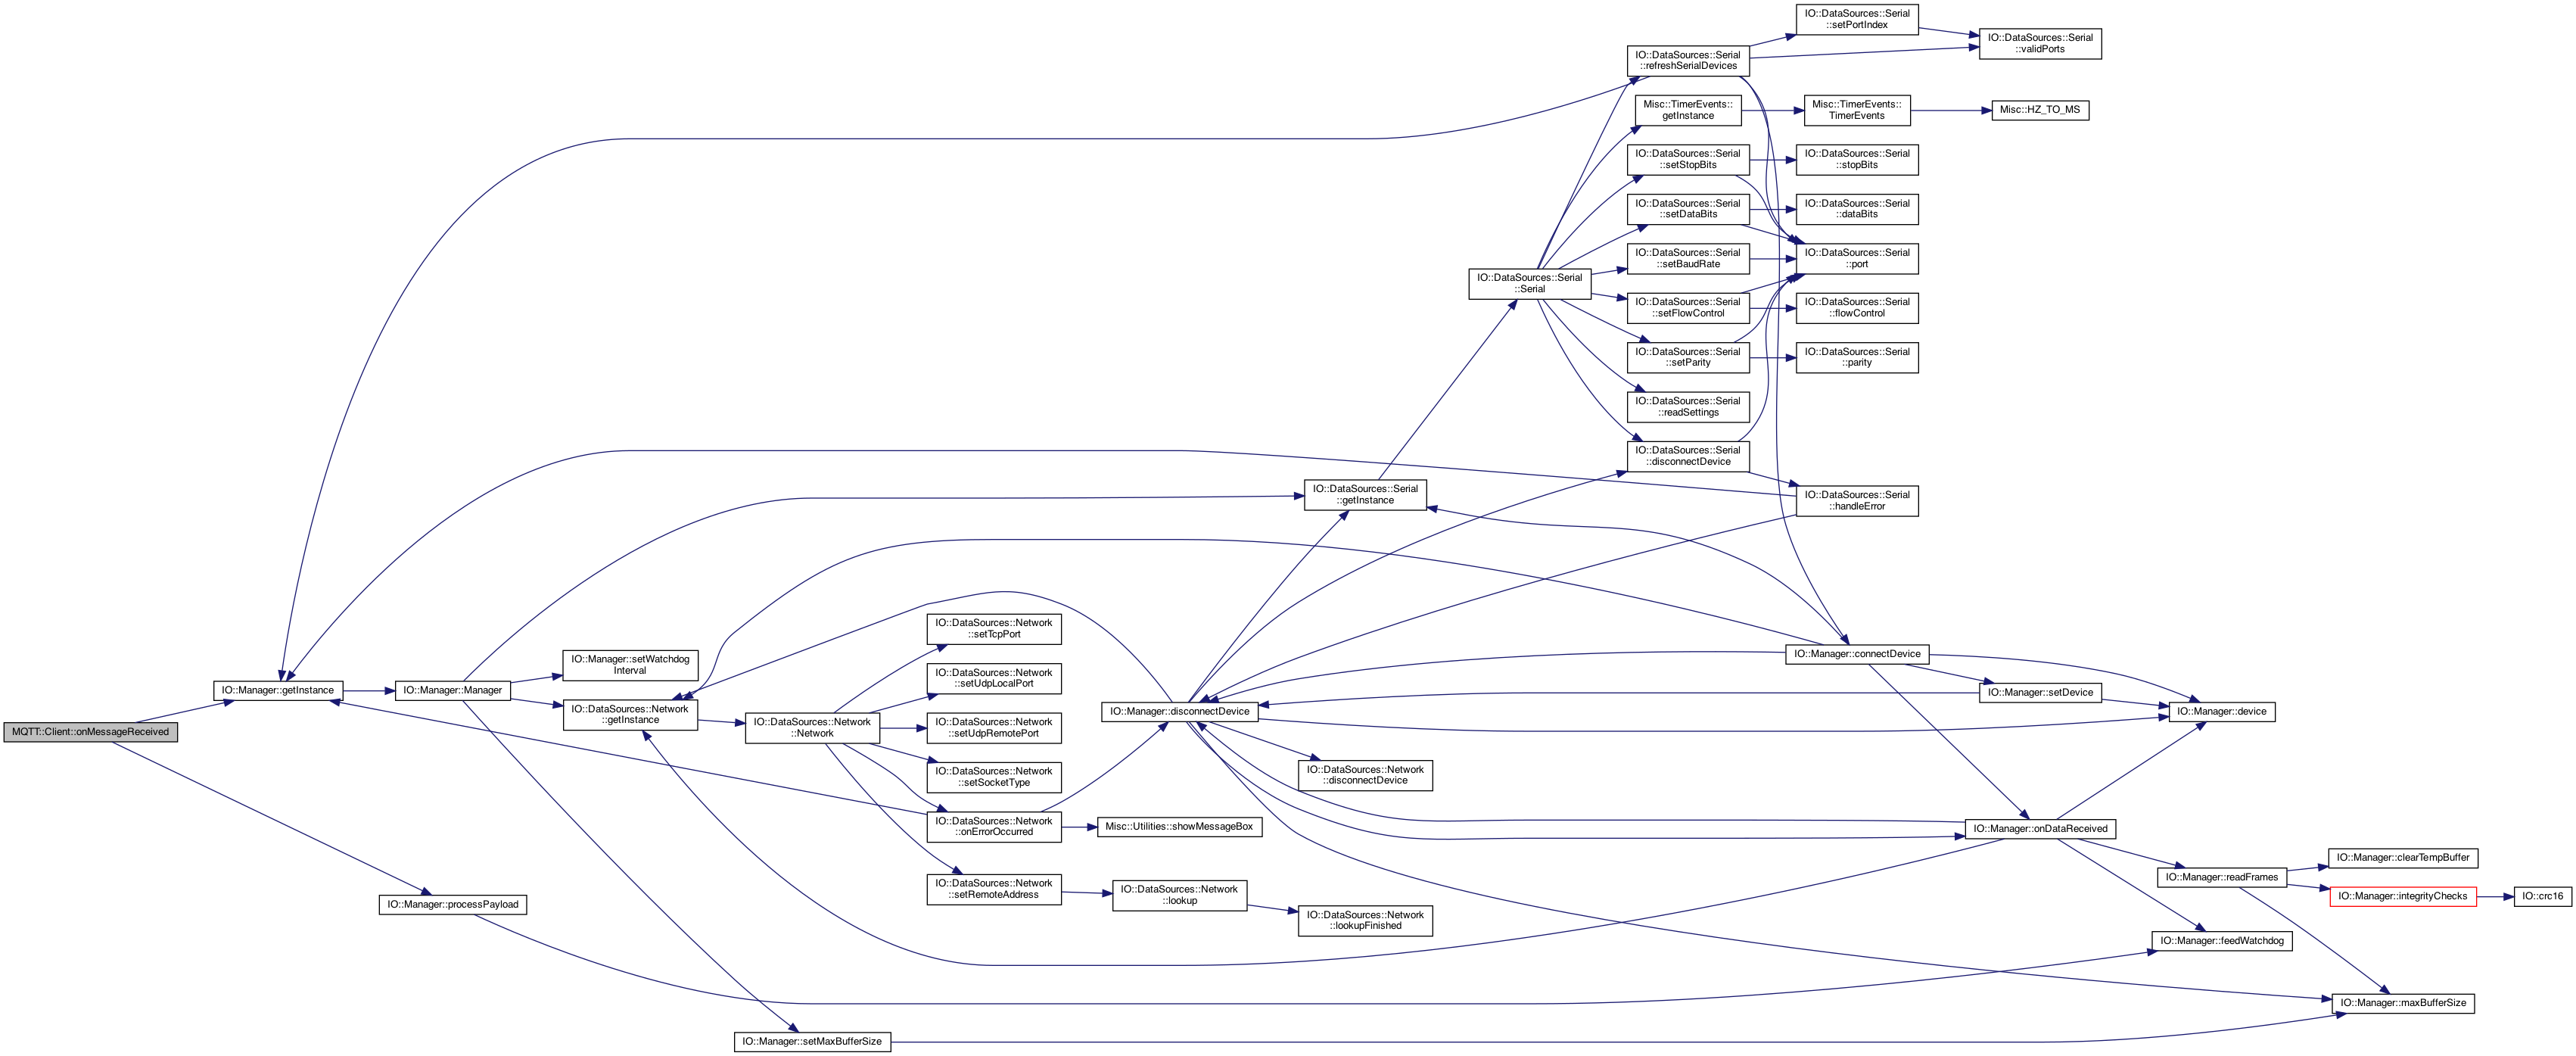 MQTT::Client::onMessageReceived
IO::Manager::getInstance
IO::Manager::processPayload
IO::Manager::Manager
IO::Manager::setWatchdog
Interval
IO::DataSources::Network
::getInstance
IO::Manager::setMaxBufferSize
IO::DataSources::Network
::Network
IO::DataSources::Network
::setTcpPort
IO::DataSources::Network
::setUdpLocalPort
IO::DataSources::Network
::setUdpRemotePort
IO::DataSources::Network
::setSocketType
IO::DataSources::Network
::onErrorOccurred
IO::DataSources::Network
::setRemoteAddress
IO::Manager::disconnectDevice
Misc::Utilities::showMessageBox
IO::DataSources::Network
::lookup
IO::DataSources::Serial
::getInstance
IO::DataSources::Network
::disconnectDevice
IO::DataSources::Network
::lookupFinished
IO::DataSources::Serial
::Serial
IO::DataSources::Serial
::refreshSerialDevices
Misc::TimerEvents::
getInstance
IO::DataSources::Serial
::setStopBits
IO::DataSources::Serial
::setDataBits
IO::DataSources::Serial
::setBaudRate
IO::DataSources::Serial
::setFlowControl
IO::DataSources::Serial
::setParity
IO::DataSources::Serial
::readSettings
IO::DataSources::Serial
::disconnectDevice
IO::DataSources::Serial
::setPortIndex
Misc::TimerEvents::
TimerEvents
IO::DataSources::Serial
::stopBits
IO::DataSources::Serial
::dataBits
IO::DataSources::Serial
::port
IO::DataSources::Serial
::flowControl
IO::DataSources::Serial
::parity
IO::DataSources::Serial
::handleError
IO::Manager::connectDevice
IO::DataSources::Serial
::validPorts
Misc::HZ_TO_MS
IO::Manager::setDevice
IO::Manager::onDataReceived
IO::Manager::device
IO::Manager::readFrames
IO::Manager::feedWatchdog
IO::Manager::clearTempBuffer
IO::Manager::integrityChecks
IO::Manager::maxBufferSize
IO::crc16